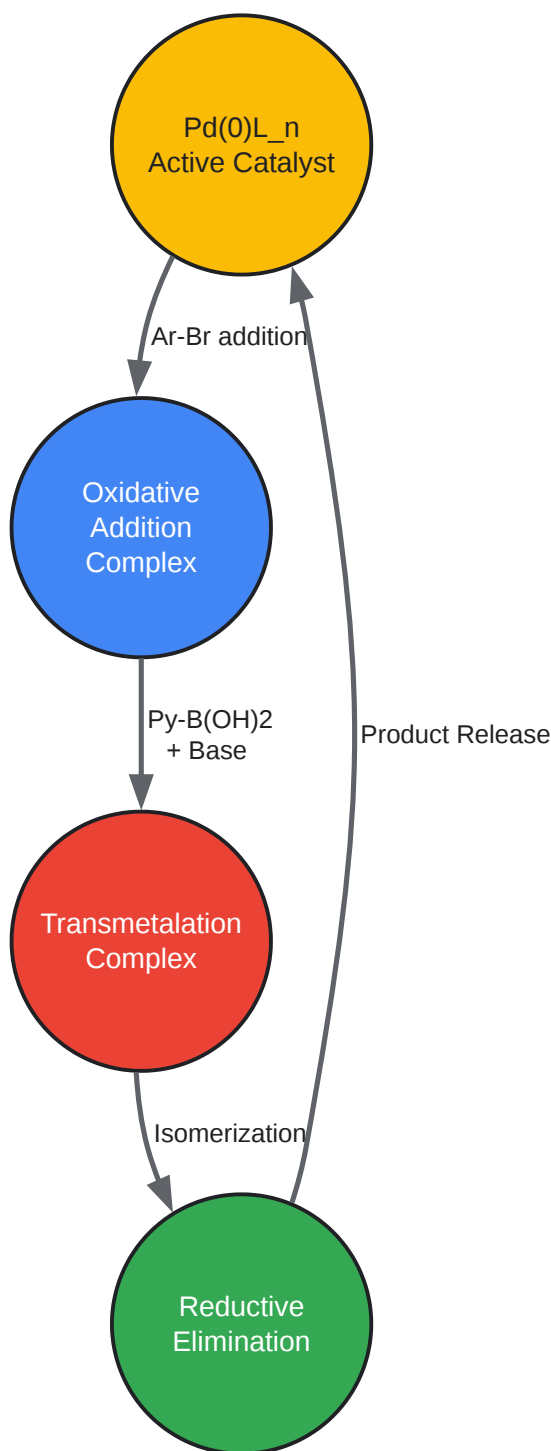 Pd(0)L_n
Active Catalyst
Ar-Br addition
Oxidative
Addition
Complex
Py-B(OH)2
+ Base
Product Release
Transmetalation
Complex
Isomerization
Reductive
Elimination